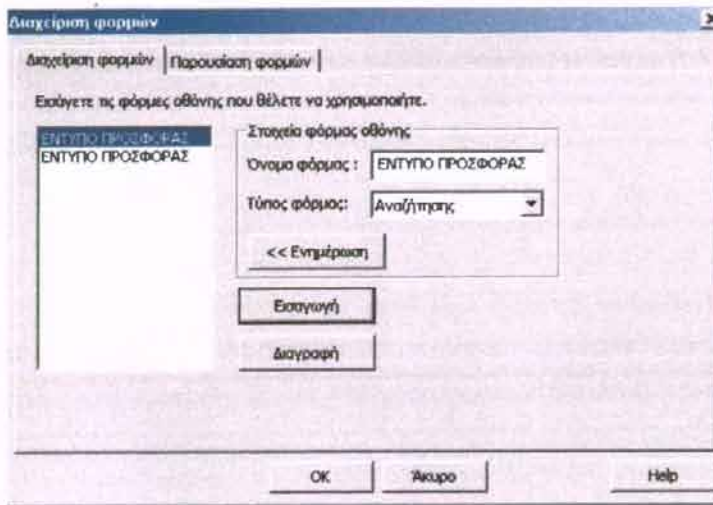 Διαχείριση φορμών
Διαχείριση φορμών Παρουσίαση φορμών
Εισάγετε τις φόρμες οθόνης που θέλετε να χρησιμοποιήτε.
ΕΝΤΥΠΟ ΠΡΟΣΦΟΡΑΣ
ΕΝΤΥΠΟ ΠΡΟΣΦΟΡΑΣ
Στοιχεία φόρμας οθόνης
Όνομα φόρμας : ΕΝΤΥΠΟ ΠΡΟΣΦΟΡΑΣ
Τύπος φόρμας: Αναζήτησης
<< Ενημέρωση
Εισαγωγή
Διαγραφή
OK Άκυρο Help